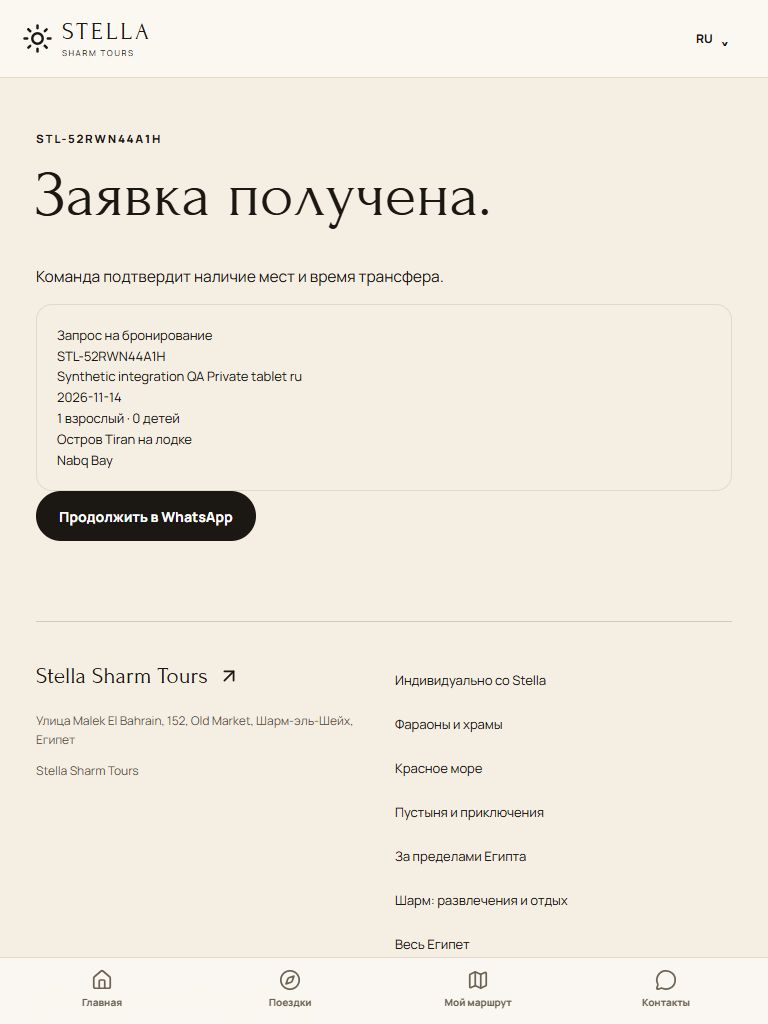 STELLA
SHARM TOURS
RU
STL-52RWN44A1H
Заявка получена.
Команда подтвердит наличие мест и время трансфера.
Запрос на бронирование
STL-52RWN44A1H
Synthetic integration QA Private tablet ru
2026-11-14
1 взрослый · 0 детей
Остров Tiran на лодке
Nabq Bay
Продолжить в WhatsApp
Stella Sharm Tours
Улица Malek El Bahrain, 152, Old Market, Шарм-эль-Шейх,
Египет
Stella Sharm Tours
Индивидуально со Stella
Фараоны и храмы
Красное море
Пустыня и приключения
За пределами Египта
Шарм: развлечения и отдых
Весь Египет
Главная
Поездки
Мой маршрут
Контакты